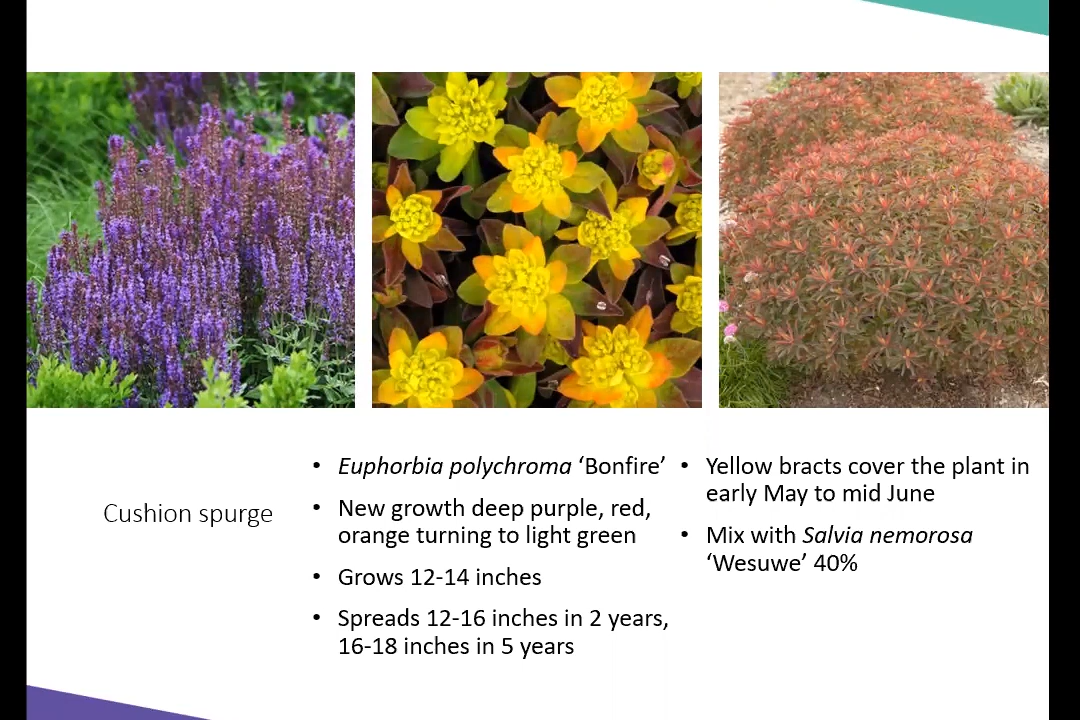 Cushion spurge
• Euphorbia polychroma ‘Bonfire’
• New growth deep purple, red,
orange turning to light green
• Grows 12-14 inches
• Spreads 12-16 inches in 2 years,
16-18 inches in 5 years
• Yellow bracts cover the plant in
early May to mid June
• Mix with Salvia nemorosa
‘Wesuwe’ 40%